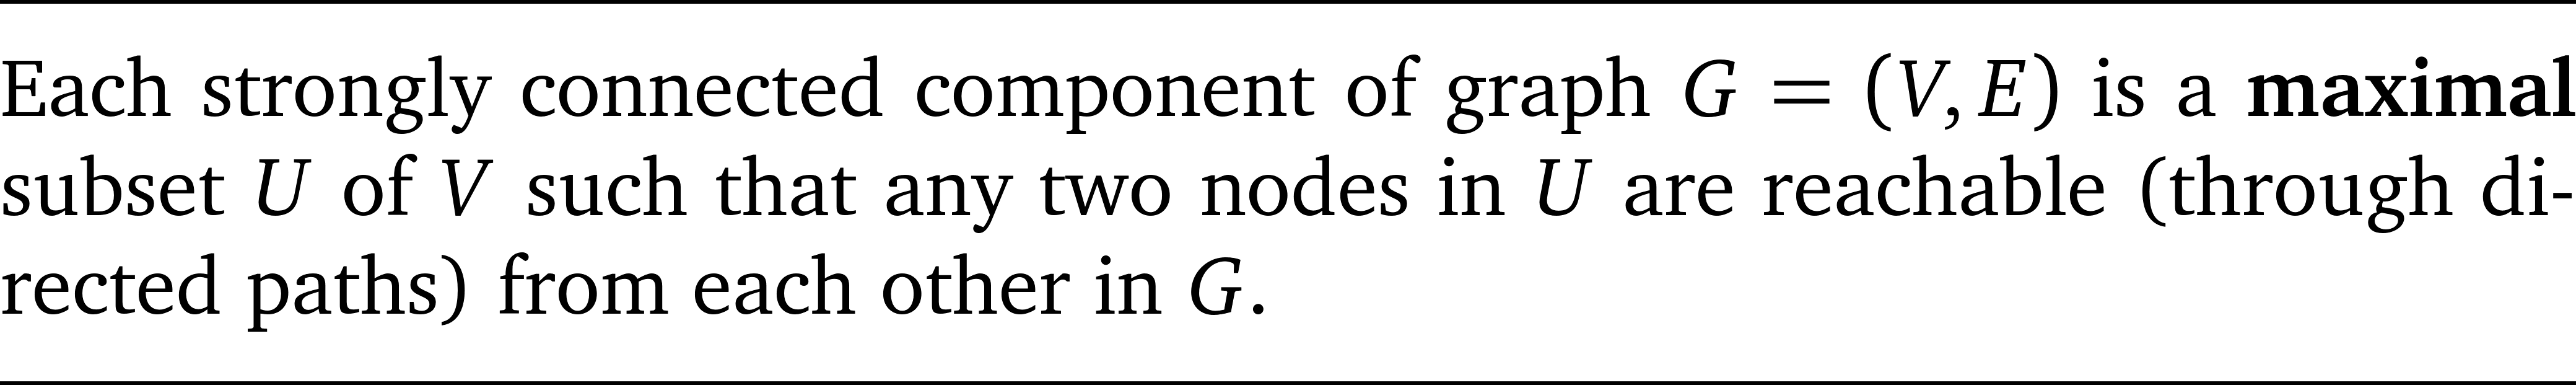 Each strongly connected component of graph G = (V, E) is a maximal
subset U of V such that any two nodes in U are reachable (through di-
rected paths) from each other in G.